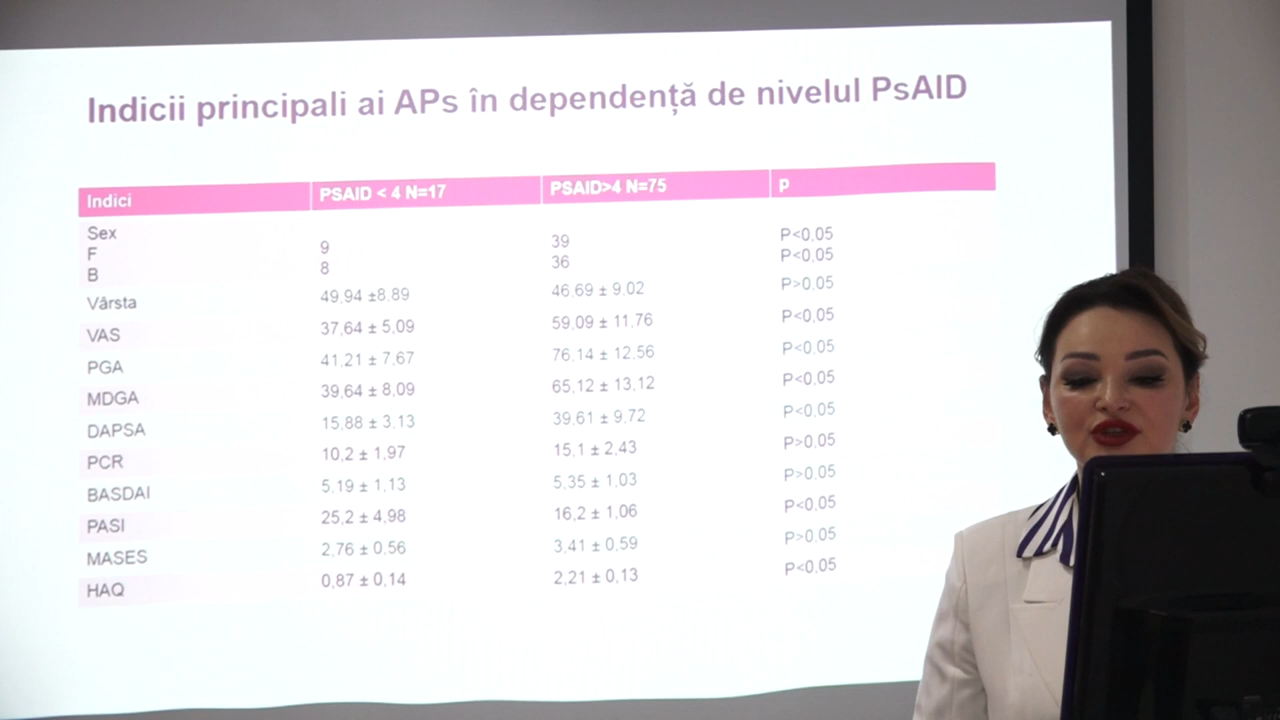 Indicii principali ai APs în dependență de nivelul PsAID
Indici PSAID < 4 N=17 PSAID>4 N=75 p
Sex
F 9 39 P<0,05
B 8 36 P<0,05
Vârsta 49,94 ±8.89 46,69 ± 9.02 P>0,05
VAS 37,64 ± 5,09 59,09 ± 11,76 P<0,05
PGA 41,21 ± 7,67 76,14 ± 12,56 P<0,05
MDGA 39,64 ± 8,09 65,12 ± 13,12 P<0,05
DAPSA 15,88 ± 3.13 39,61 ± 9.72 P<0,05
PCR 10,2 ± 1,97 15,1 ± 2,43 P>0,05
BASDAI 5,19 ± 1,13 5,35 ± 1,03 P>0,05
PASI 25,2 ± 4,98 16,2 ± 1,06 P<0,05
MASES 2,76 ± 0,56 3,41 ± 0,59 P>0,05
HAQ 0,87 ± 0,14 2,21 ± 0,13 P<0,05